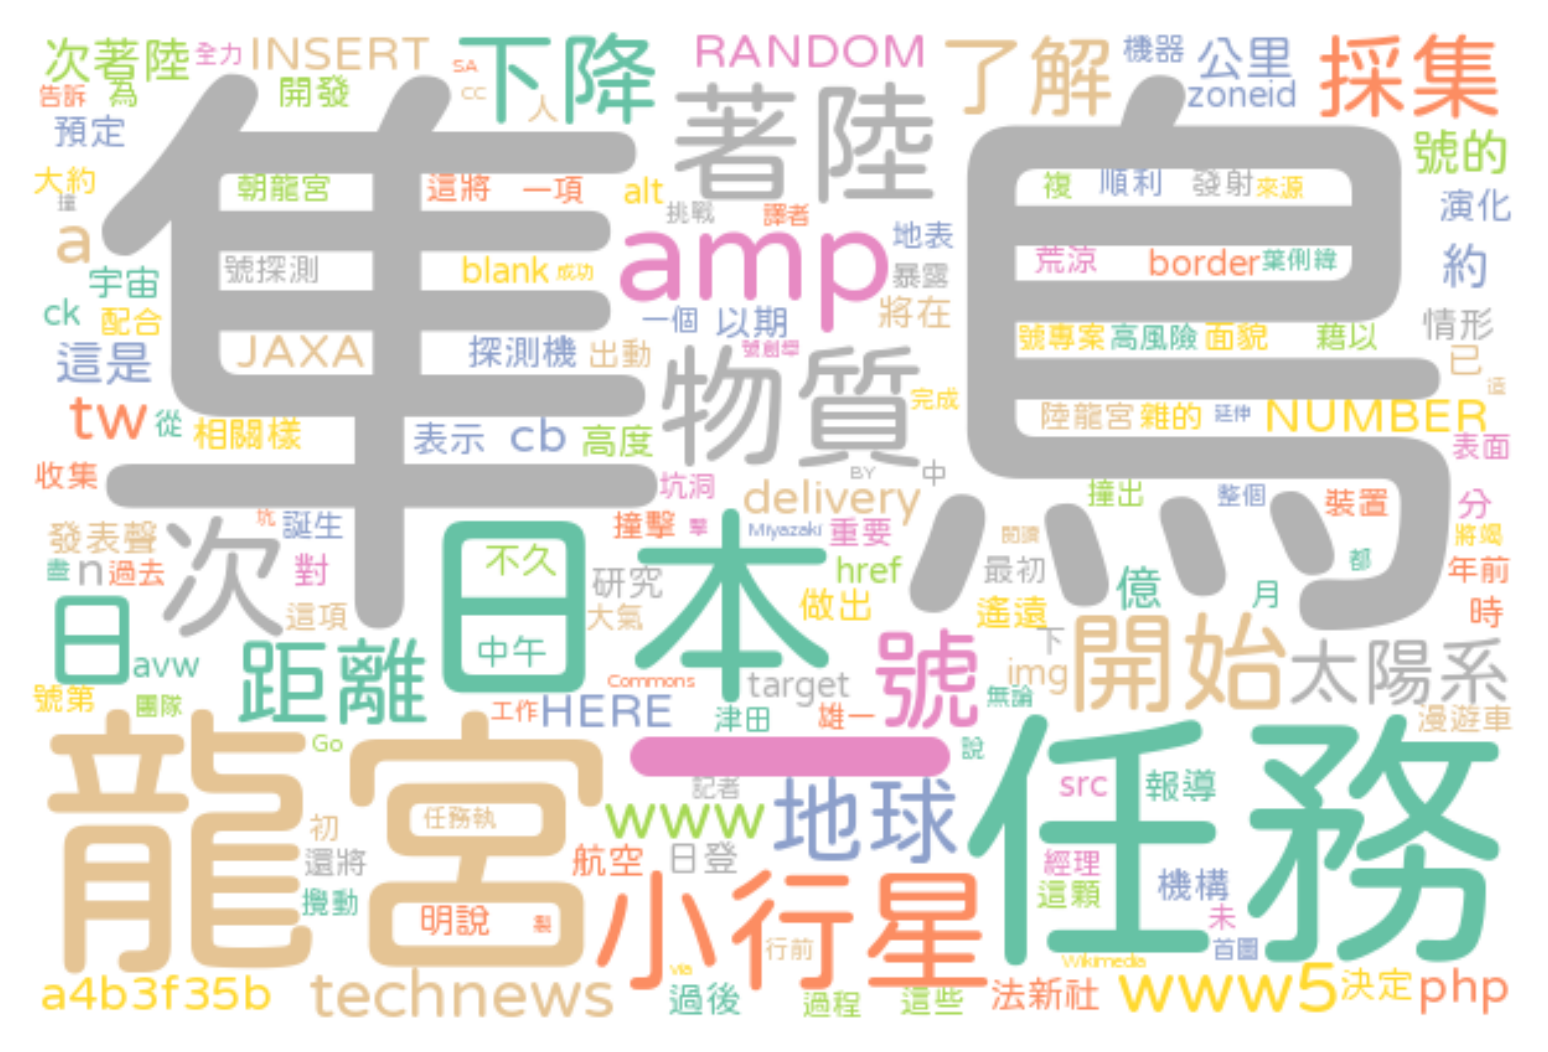 次著陸 全力 INSERT 下降 RANDOM 了解 機器 公里 採集
告訴 為 開發 SA CC 人 著陸 zoneid
預定 隼 鳥 號的
大約 撞 朝龍宮 這將 一項 alt 挑戰 譯者 複 順利 發射 來源 演化
a 宇宙 號探測 blank 成功 amp 地表 暴露 荒涼 border 葉俐緯 約
ck 配合 一個 以期 將在 情形
這是 JAXA 探測機 出動 號創學 號專案 高風險 面貌 藉以 已
tw 從 相關樣 表示 cb 高度 物質 完成 陸龍宮 雜的 延伸 NUMBER 這
收集 坑洞 BY 中 表面
發表聲 次 坑 誕生 撞擊 擊 delivery Miyazaki 重要 閱讀 撞出 整個 裝置 分 將竭
盡 n 過去 對 日本 不久 研究 href 最初 億 都 年前
日 這項 中午 大氣 做出 遙遠 月 時
avw 距離 Commons target 號 下 img 開始 太陽系
號第 團隊 工作 HERE 津田 雄一 無論 漫遊車
龍宮 Go 一 說 任務
初 任務執 記者 www 地球 src 報導
還將 航空 日登 經理 機構
攪動 明說 製 小行星 這顆 未
行前 首圖
a4b3f35b technews via 過後 過程 這些 Wikimedia 法新社 www5 決定 php